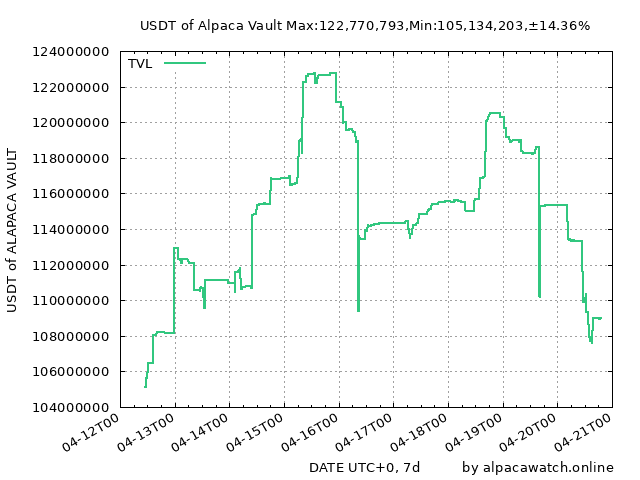 USDT of Alpaca Vault Max:122,770,793,Min:105,134,203,±14.36%
124000000
TVL
122000000
120000000
118000000
116000000
114000000
112000000
110000000
108000000
106000000
104000000
USDT of ALAPACA VAULT
04-12T00
04-13T00
04-14T00
04-15T00
04-16T00
04-17T00
04-18T00
04-19T00
04-20T00
04-21T00
DATE UTC+0, 7d
by alpacawatch.online